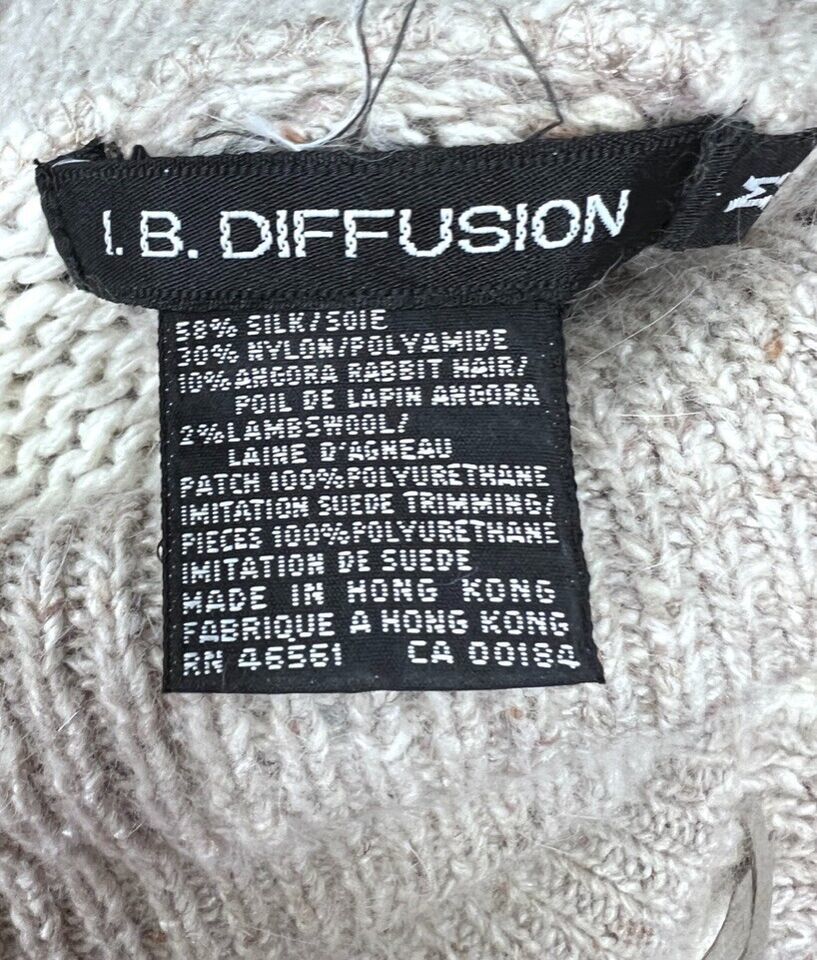 I.B. DIFFUSION
M
58% SILK/SOIE
30% NYLON/POLYAMIDE
10% ANGORA RABBIT HAIR/
POIL DE LAPIN ANGORA
2% LAMBSWOOL/
LAINE D'AGNEAU
PATCH 100% POLYURETHANE
IMITATION SUEDE TRIMMING/
PIECES 100% POLYURETHANE
IMITATION DE SUEDE
MADE IN HONG KONG
FABRIQUE A HONG KONG
RN 46561 CA 00184